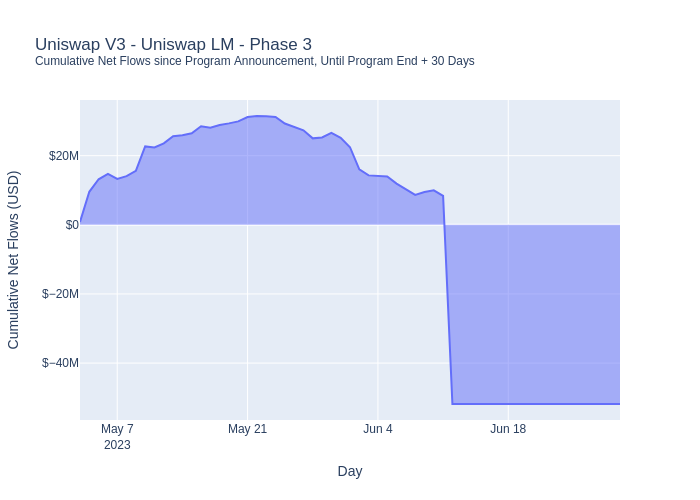 Uniswap V3 - Uniswap LM - Phase 3
Cumulative Net Flows since Program Announcement, Until Program End + 30 Days
Cumulative Net Flows (USD)
$20M
$0
$−20M
$−40M
May 7
2023
May 21
Jun 4
Jun 18
Day